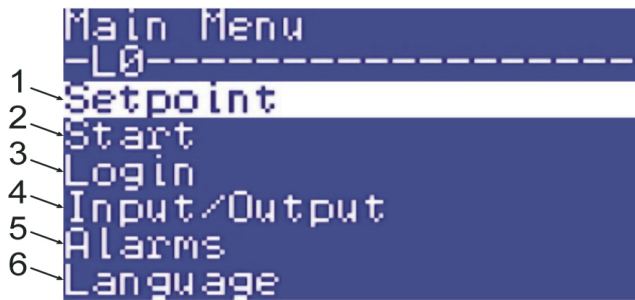 Main Menu
-L0-------------------
1 Setpoint
2 Start
3 Login
4 Input/Output
5 Alarms
6 Language